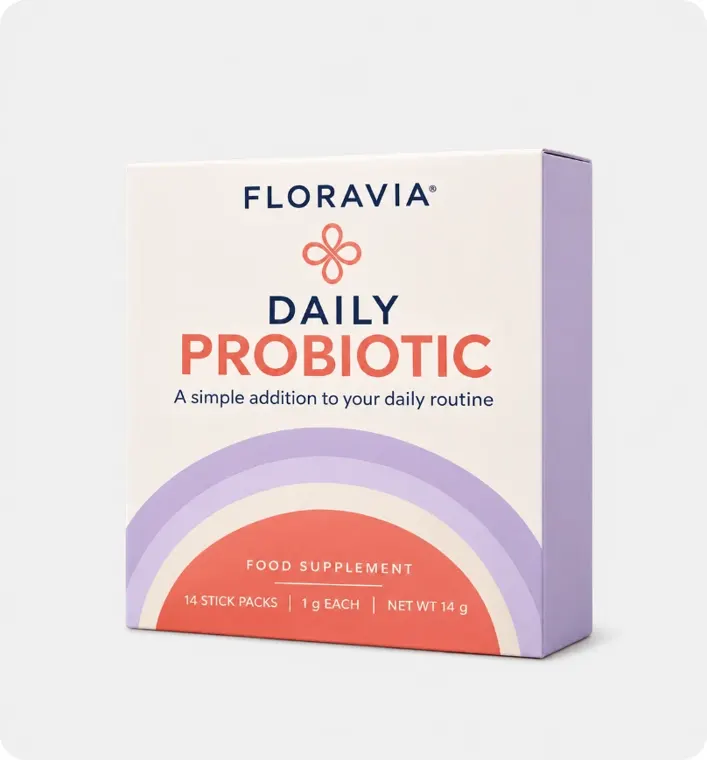 FLORAVIA®
DAILY
PROBIOTIC
A simple addition to your daily routine
FOOD SUPPLEMENT
14 STICK PACKS | 1 g EACH | NET WT 14 g